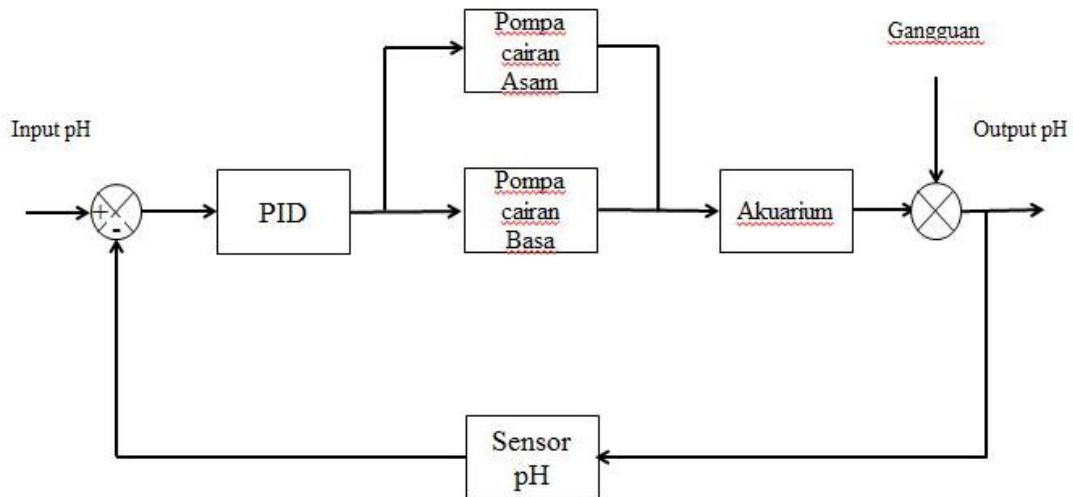 Pompa
cairan
Asam
Gangguan
Input pH
Output pH
+
-
PID
Pompa
cairan
Basa
Akuarium
Sensor
pH